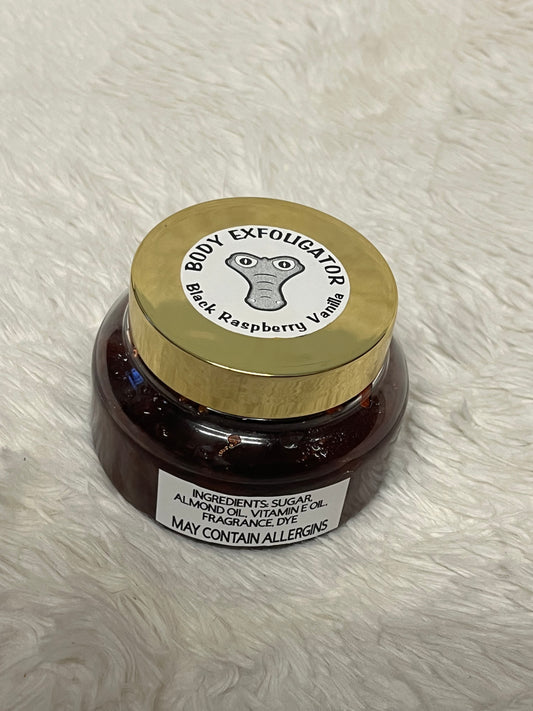 BODY EXFOLIGATOR
Black Raspberry Vanilla
INGREDIENTS: SUGAR,
ALMOND OIL, VITAMIN E OIL,
FRAGRANCE, DYE
MAY CONTAIN ALLERGINS